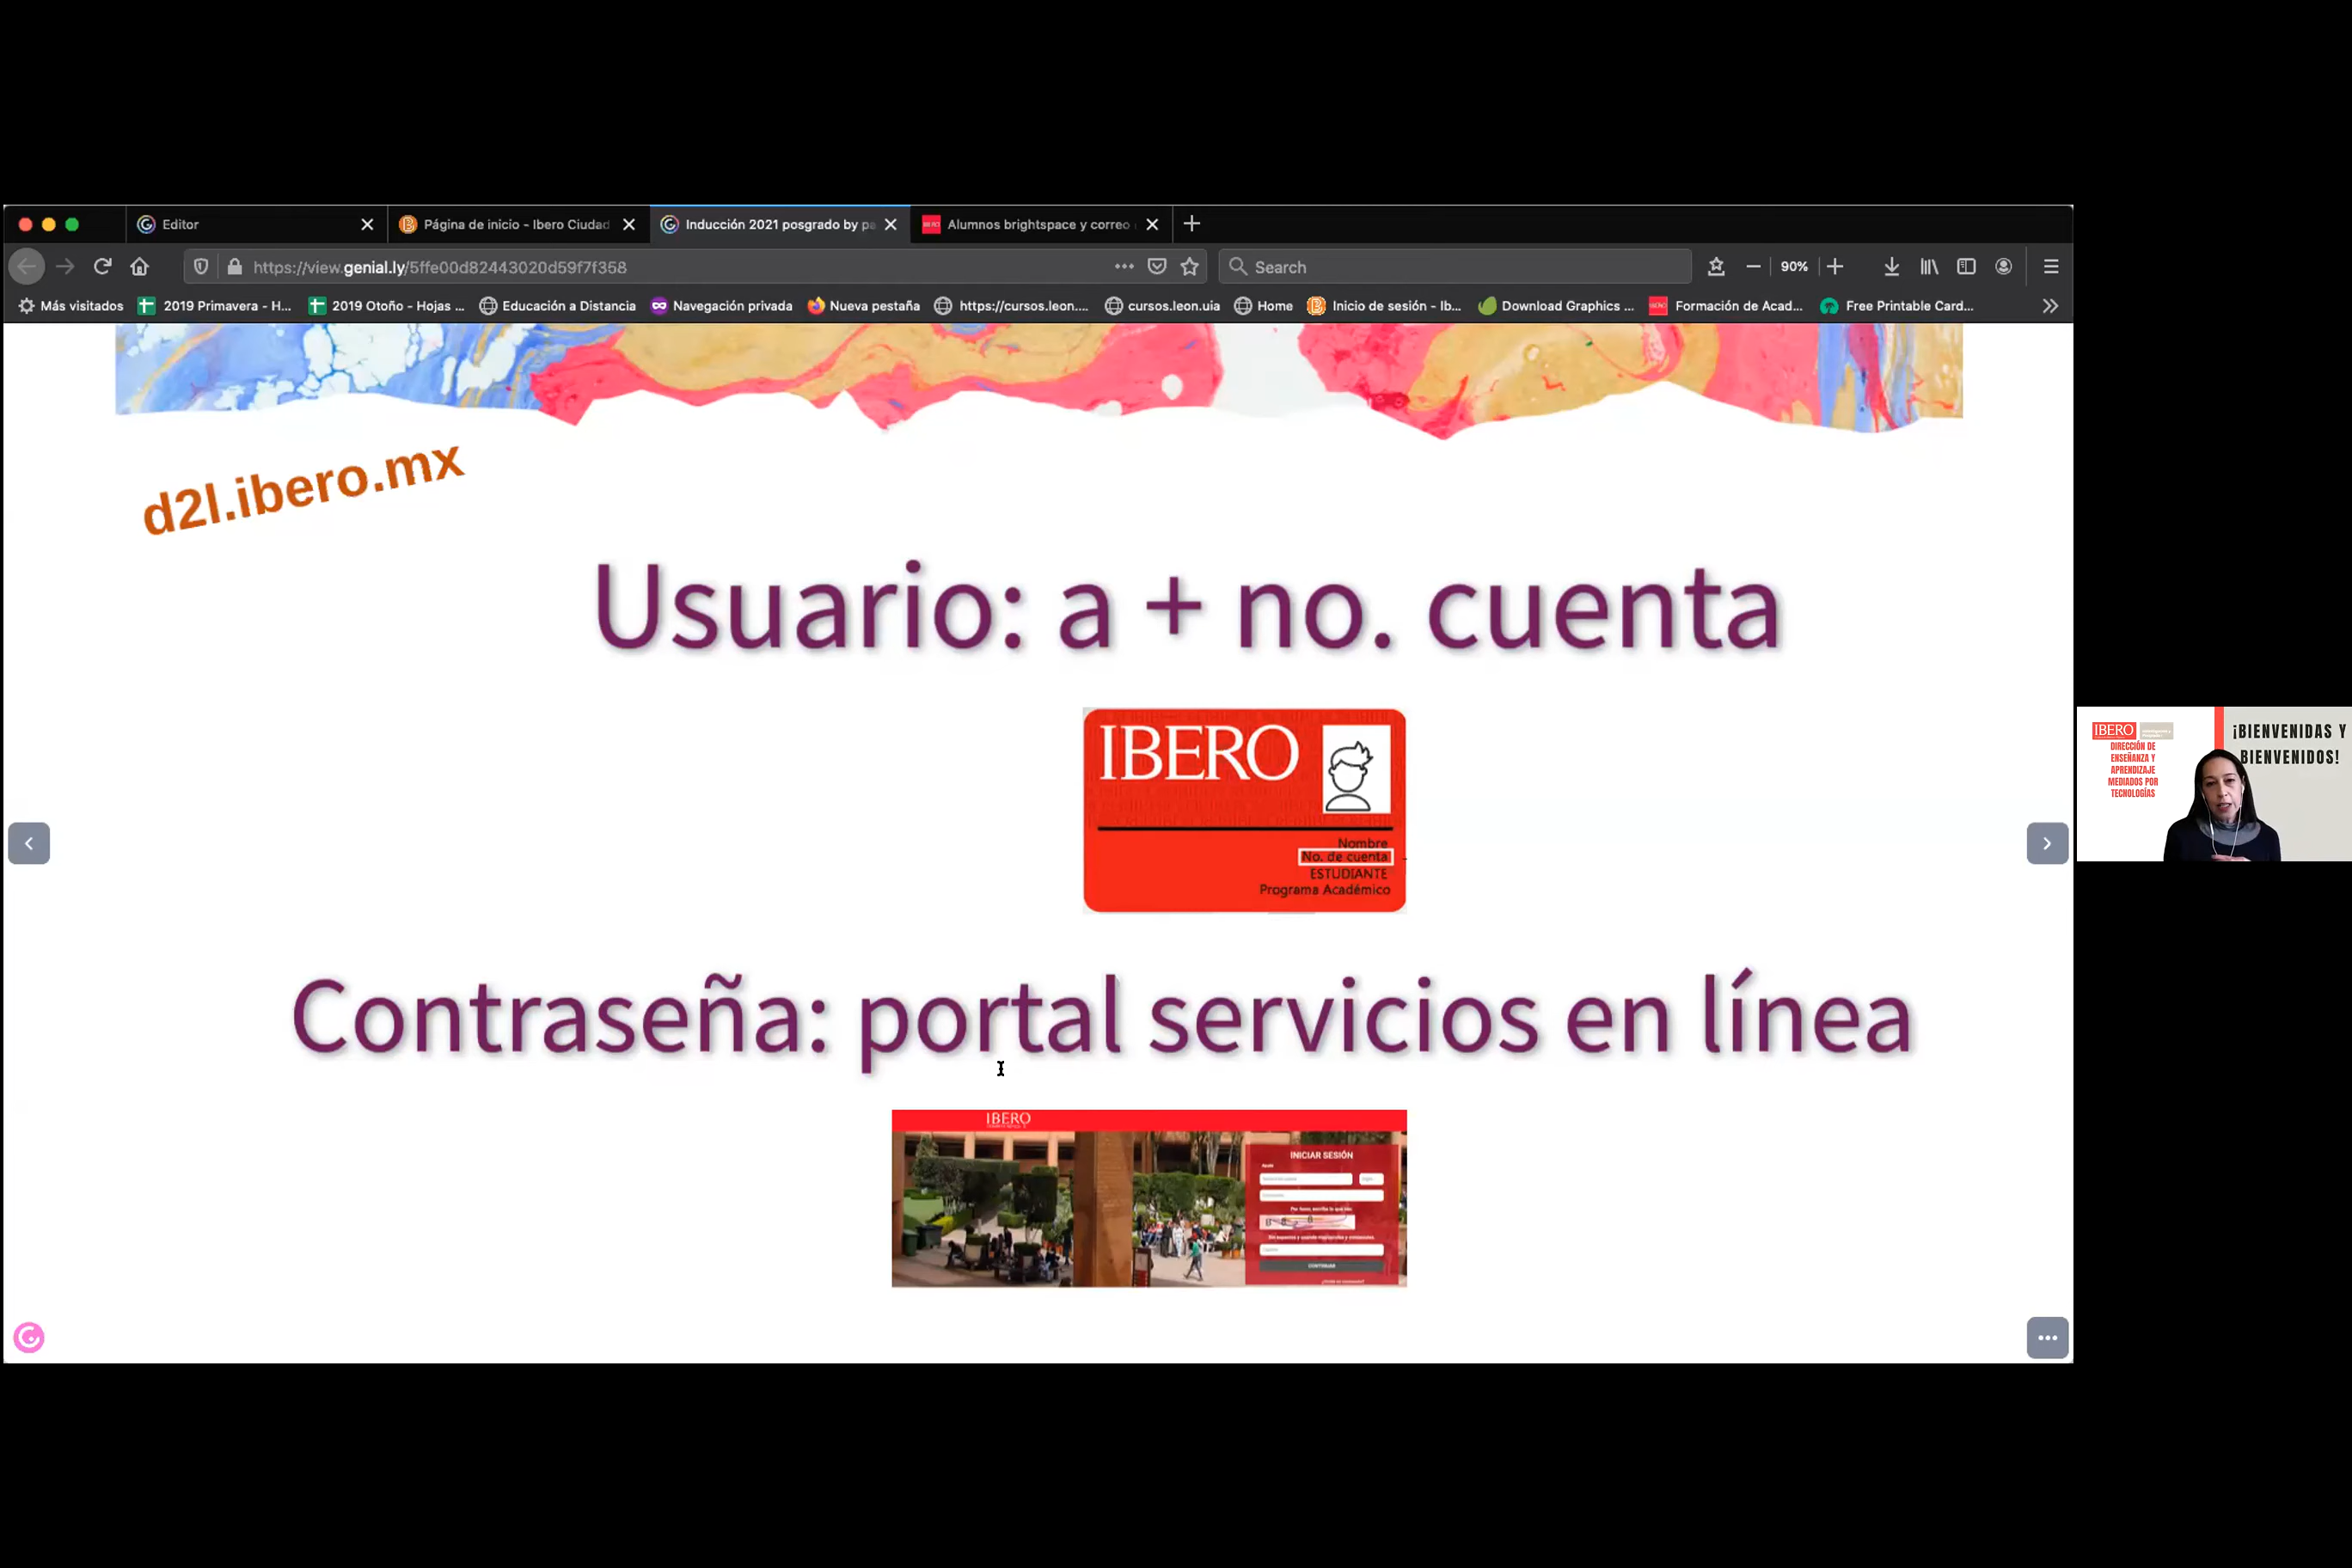 Editor
Página de inicio - Ibero Ciudad
Inducción 2021 posgrado by pa
Alumnos brightspace y correo
https://view.genial.ly/5ffe00d82443020d59f7f358
Search
90%
Más visitados
2019 Primavera - H...
2019 Otoño - Hojas ...
Educación a Distancia
Navegación privada
Nueva pestaña
https://cursos.leon....
cursos.leon.uia
Home
Inicio de sesión - Ib...
Download Graphics ...
Formación de Acad...
Free Printable Card...
d2l.ibero.mx
Usuario: a + no. cuenta
IBERO
Nombre
No. de cuenta
ESTUDIANTE
Programa Académico
Contraseña: portal servicios en línea
IBERO
INICIAR SESIÓN
CONTINUAR
IBERO
DIRECCIÓN DE
ENSEÑANZA Y
APRENDIZAJE
MEDIADOS POR
TECNOLOGÍAS
¡BIENVENIDAS Y
BIENVENIDOS!